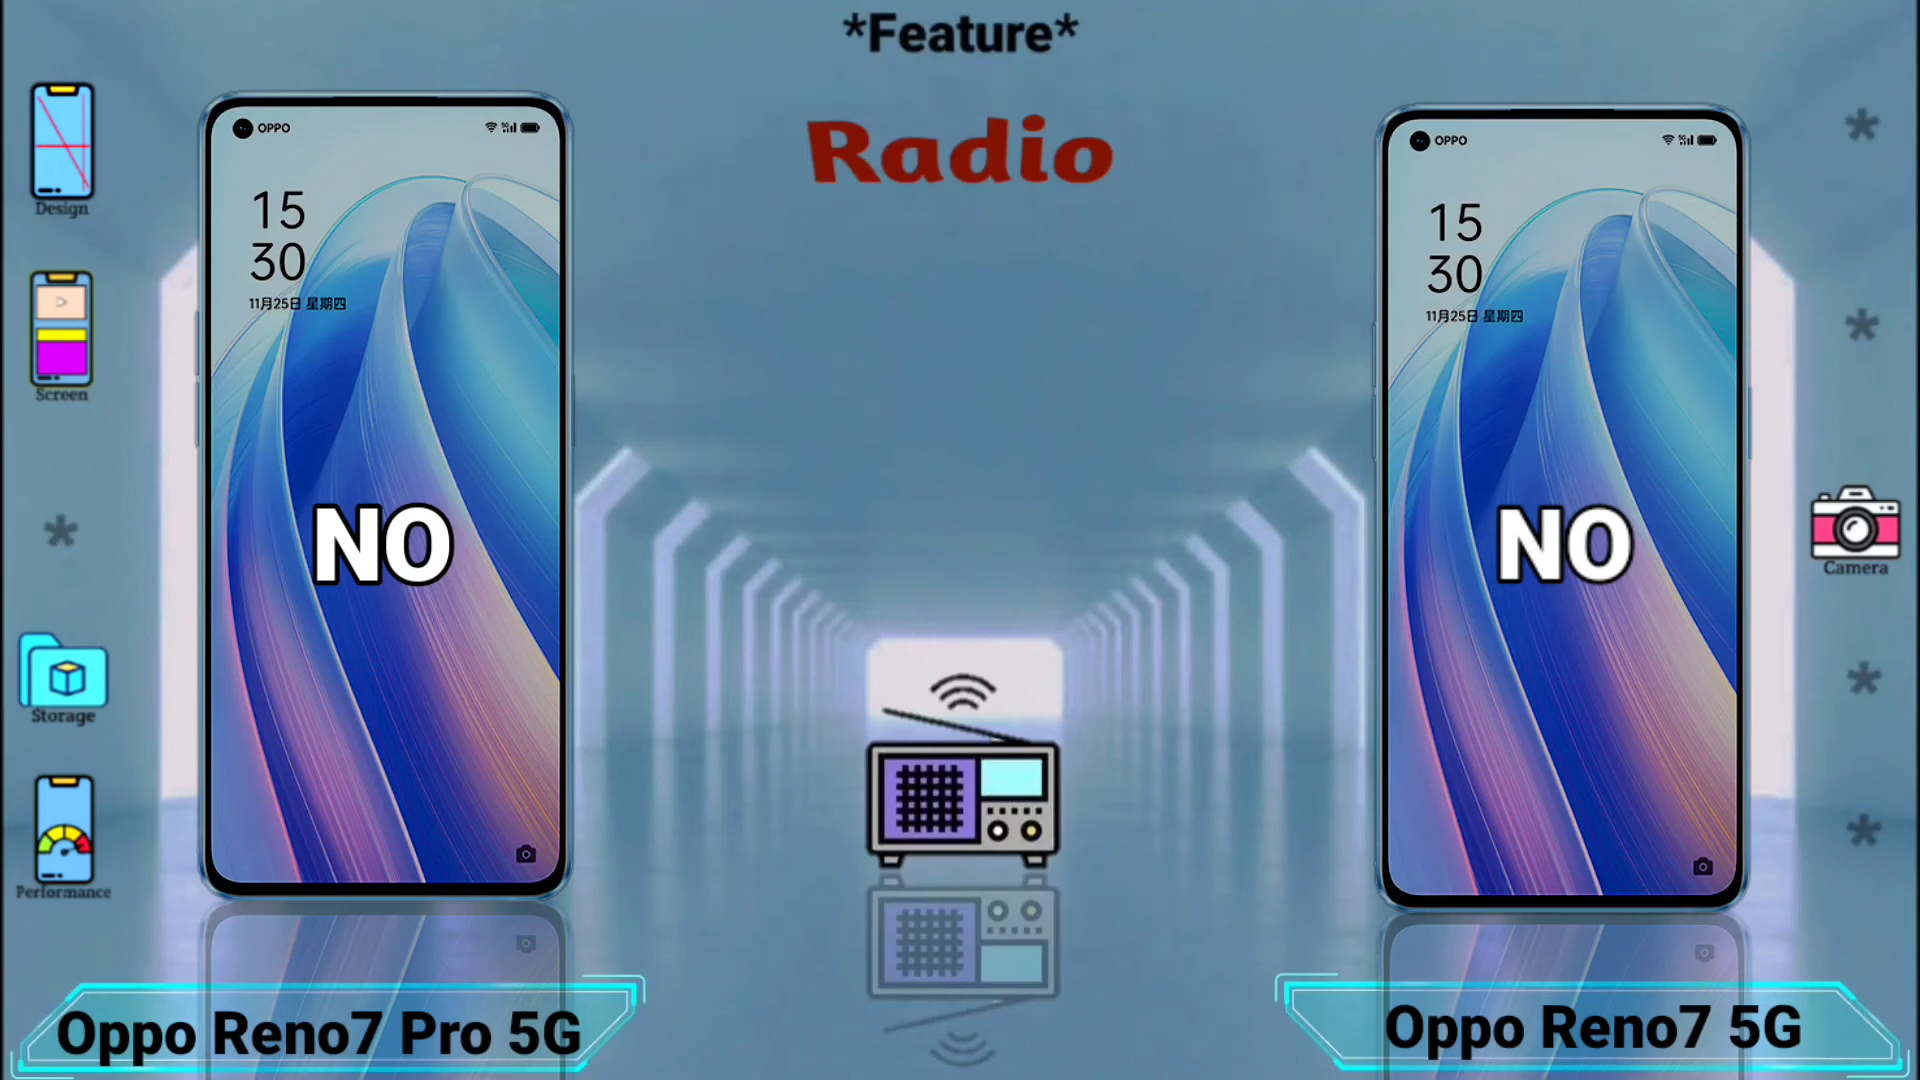 *Feature*
Radio
Design
Screen
*
Storage
Performance
OPPO
5G
15
30
11月25日 星期四
NO
OPPO
5G
15
30
11月25日 星期四
NO
*
*
Camera
*
*
Oppo Reno7 Pro 5G
Oppo Reno7 5G